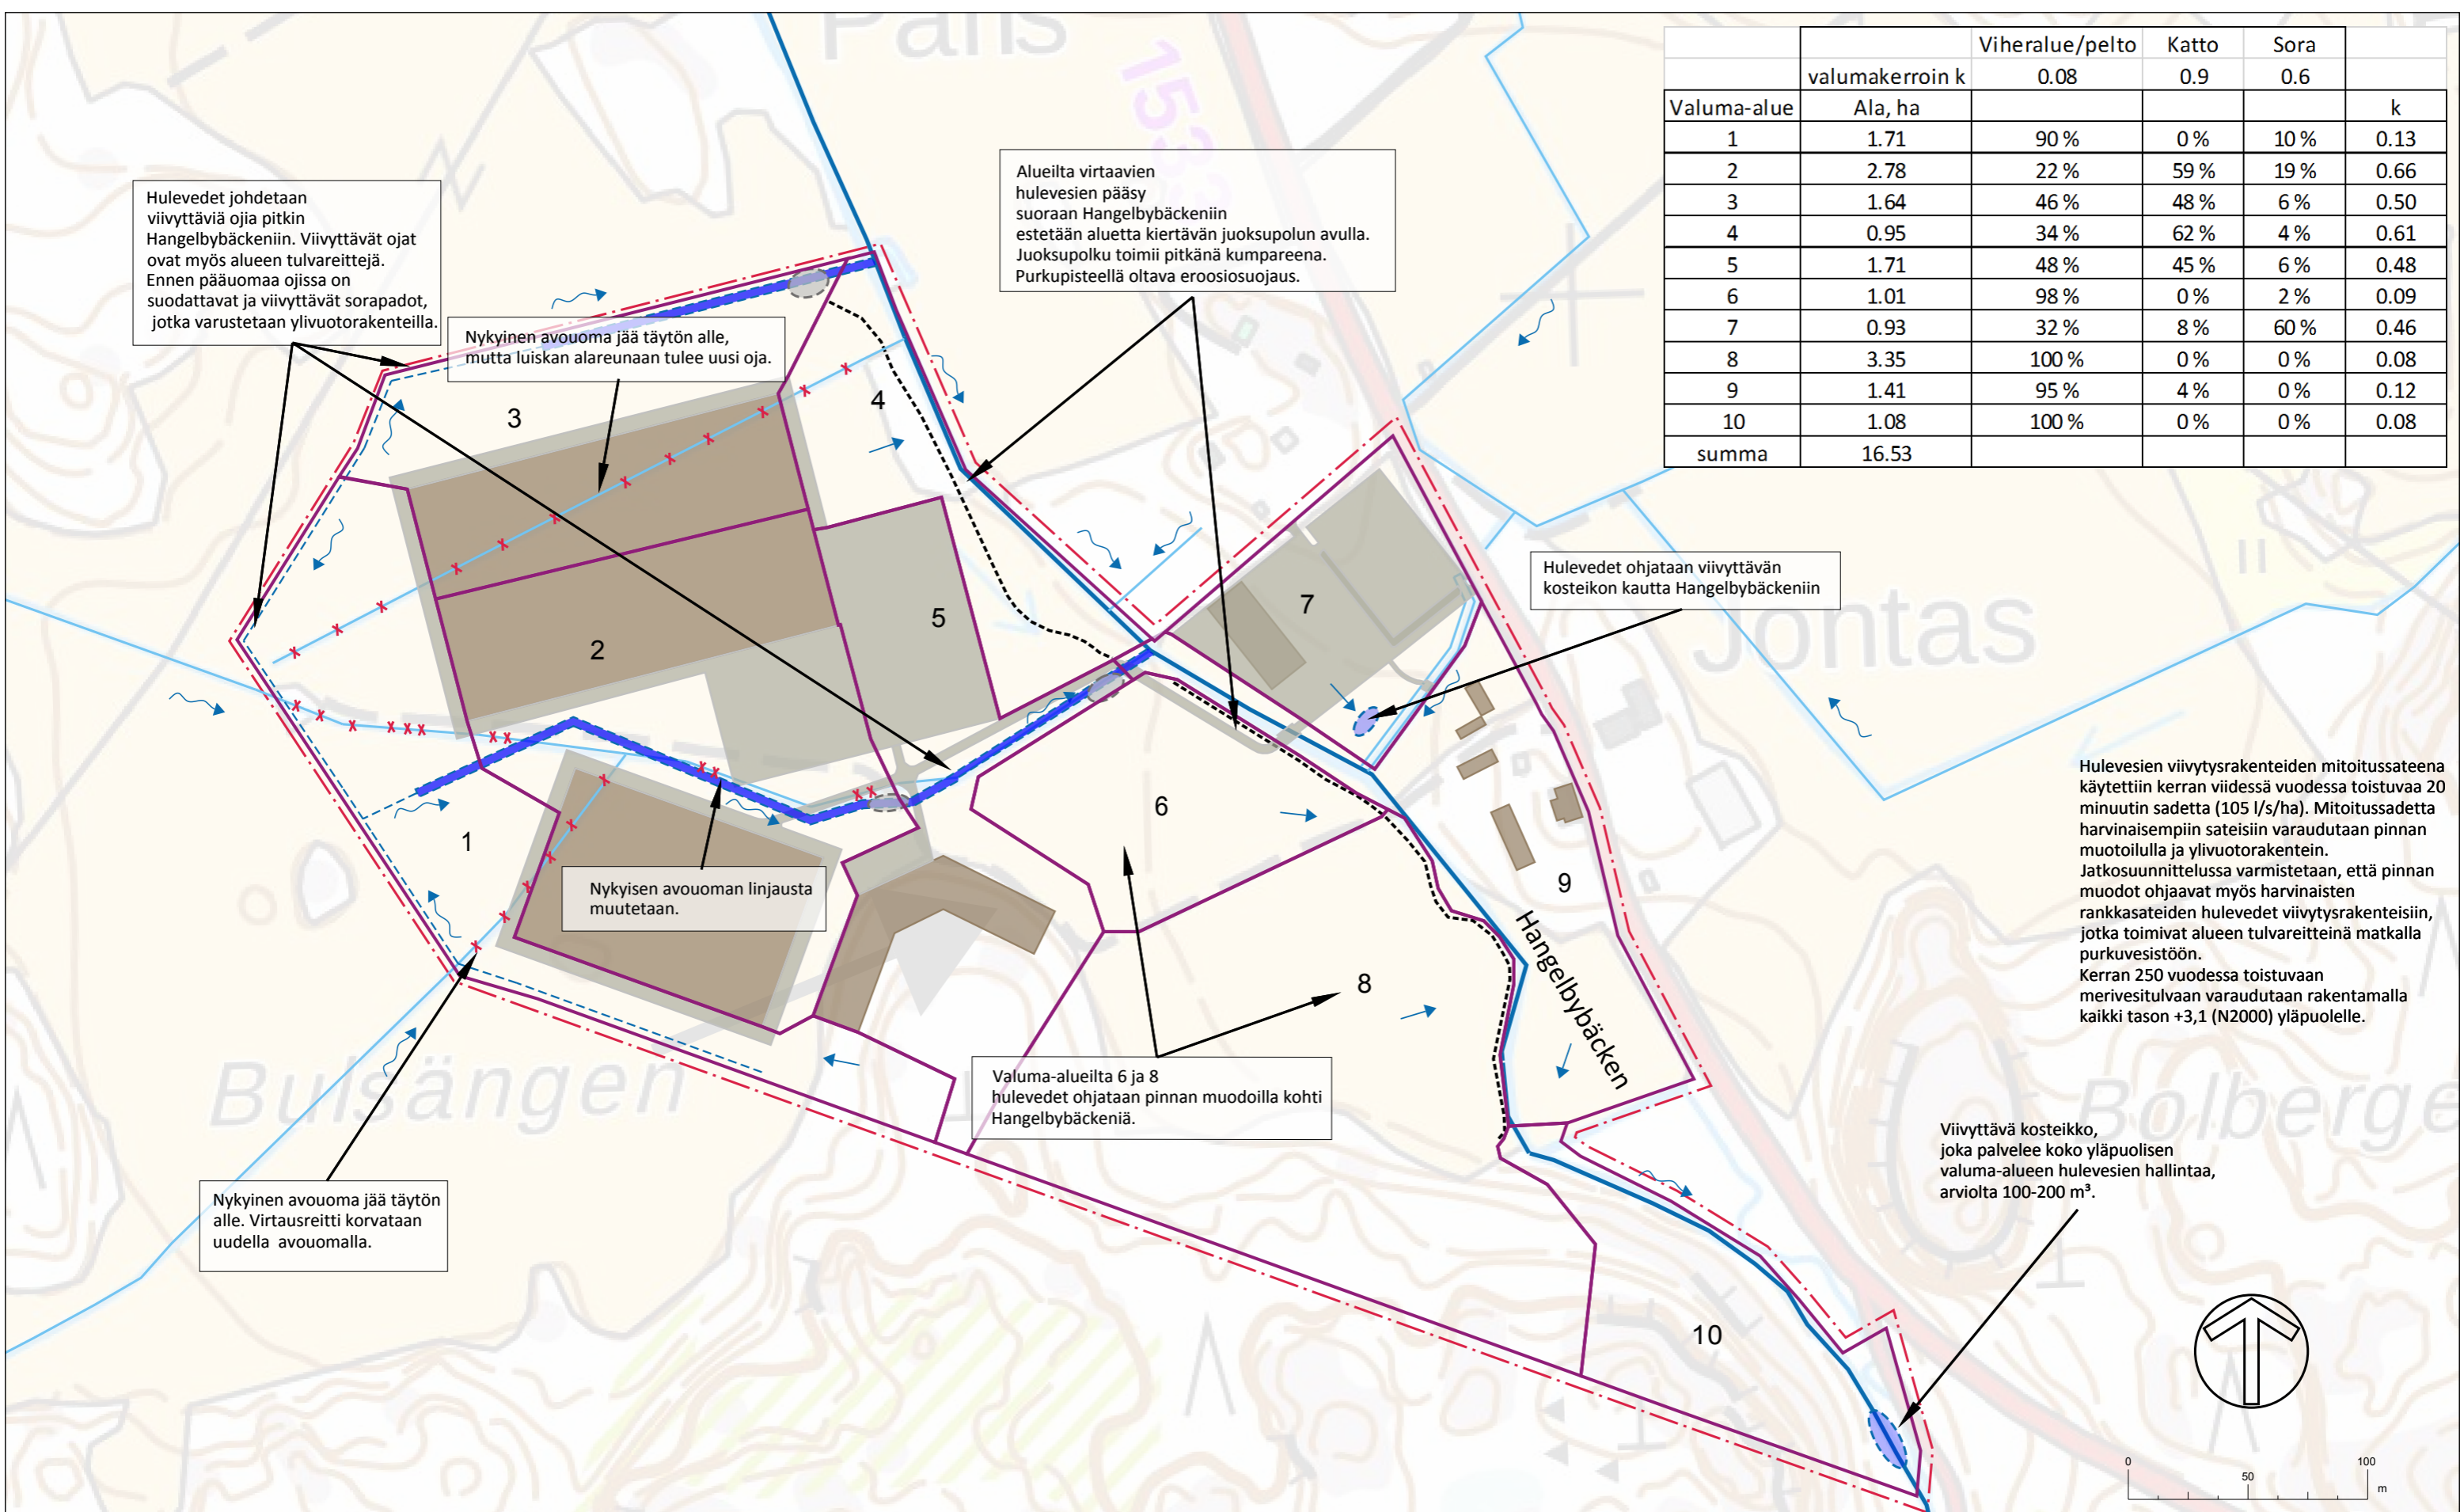 Pans
153
Viheralue/pelto Katto Sora
valumakerroin k 0.08 0.9 0.6
Valuma-alue Ala, ha k
1 1.71 90 % 0 % 10 % 0.13
2 2.78 22 % 59 % 19 % 0.66
3 1.64 46 % 48 % 6 % 0.50
4 0.95 34 % 62 % 4 % 0.61
5 1.71 48 % 45 % 6 % 0.48
6 1.01 98 % 0 % 2 % 0.09
7 0.93 32 % 8 % 60 % 0.46
8 3.35 100 % 0 % 0 % 0.08
9 1.41 95 % 4 % 0 % 0.12
10 1.08 100 % 0 % 0 % 0.08
summa 16.53
Hulevedet johdetaan
viivyttäviä ojia pitkin
Hangelbybäckeniin. Viivyttävät ojat
ovat myös alueen tulvareittejä.
Ennen pääuomaa ojissa on
suodattavat ja viivyttävät sorapadot,
jotka varustetaan ylivuotorakenteilla.
Alueilta virtaavien
hulevesien pääsy
suoraan Hangelbybäckeniin
estetään aluetta kiertävän juoksupolun avulla.
Juoksupolku toimii pitkänä kumpareena.
Purkupisteellä oltava eroosiosuojaus.
Nykyinen avouoma jää täytön alle,
mutta luiskan alareunaan tulee uusi oja.
3
4
Hulevedet ohjataan viivyttävän
kosteikon kautta Hangelbybäckeniin
7
5
2
Jontas
6
1
Nykyisen avouoman linjausta
muutetaan.
9
8
Hangelbybäcken
Hulevesien viivytysrakenteiden mitoitussateena
käytettiin kerran viidessä vuodessa toistuvaa 20
minuutin sadetta (105 l/s/ha). Mitoitussadetta
harvinaisempiin sateisiin varaudutaan pinnan
muotoilulla ja ylivuotorakentein.
Jatkosuunnittelussa varmistetaan, että pinnan
muodot ohjaavat myös harvinaisten
rankkasateiden hulevedet viivytysrakenteisiin,
jotka toimivat alueen tulvareitteinä matkalla
purkuvesistöön.
Kerran 250 vuodessa toistuvaan
merivesitulvaan varaudutaan rakentamalla
kaikki tason +3,1 (N2000) yläpuolelle.
Bulsängen
Valuma-alueilta 6 ja 8
hulevedet ohjataan pinnan muodoilla kohti
Hangelbybäckeniä.
Bolberge
Viivyttävä kosteikko,
joka palvelee koko yläpuolisen
valuma-alueen hulevesien hallintaa,
arviolta 100-200 m³.
Nykyinen avouoma jää täytön
alle. Virtausreitti korvataan
uudella avouomalla.
10
0 50 100
m